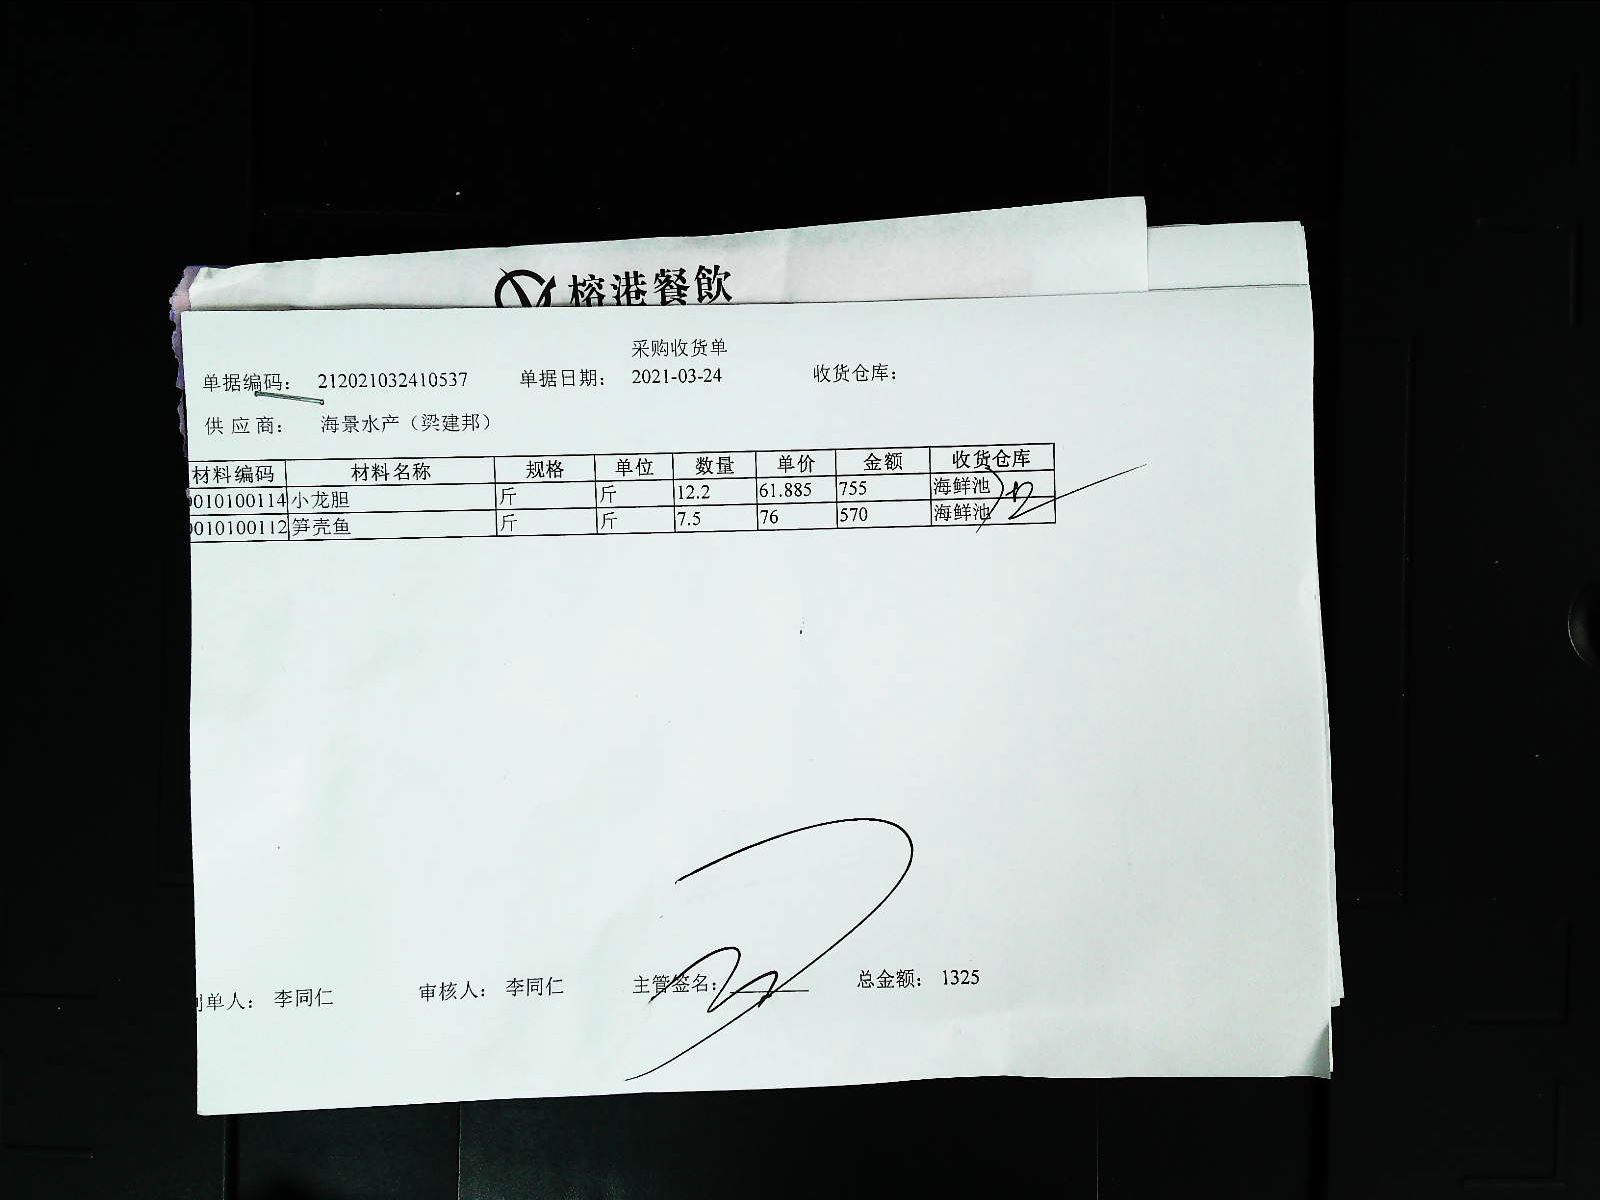 榕港餐飲
采购收货单
单据编码： 212021032410537 单据日期： 2021-03-24 收货仓库：
供应商： 海景水产（梁建邦）
材料编码 材料名称 规格 单位 数量 单价 金额 收货仓库
0010100114 小龙胆 斤 斤 12.2 61.885 755 海鲜池
0010100112 笋壳鱼 斤 斤 7.5 76 570 海鲜池
制单人： 李同仁 审核人： 李同仁 主管签名： 总金额： 1325